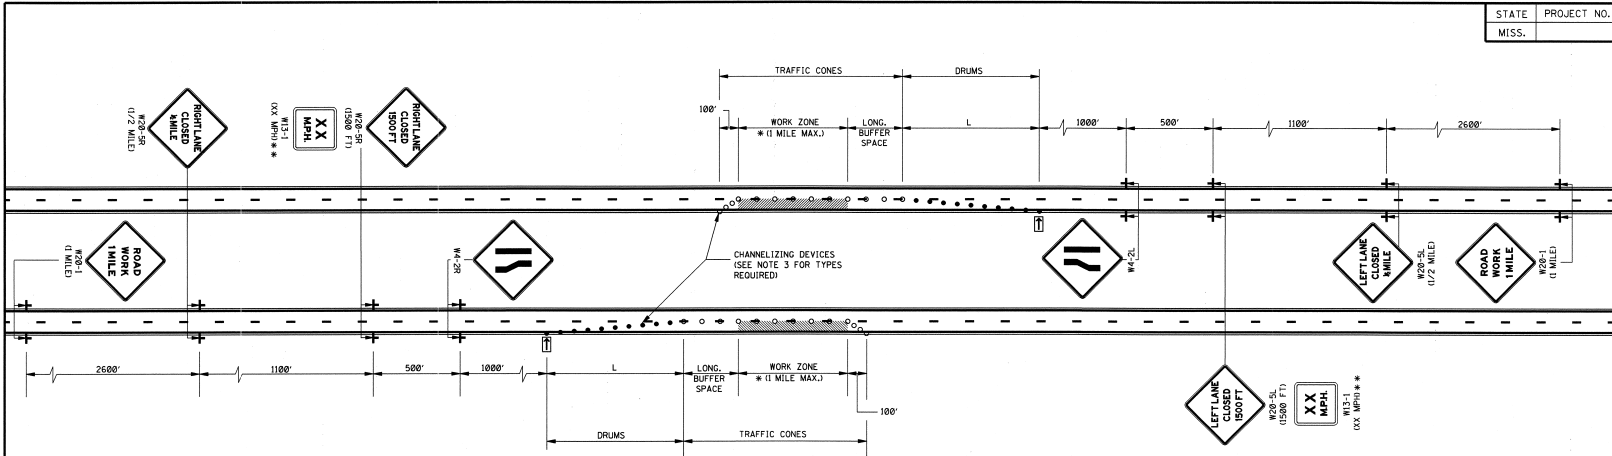 STATE PROJECT NO.
MISS.
TRAFFIC CONES
DRUMS
100'
WORK ZONE
* (1 MILE MAX.)
LONG.
BUFFER
SPACE
L
1000'
500'
1100'
2600'
RIGHT LANE
CLOSED
½ MILE
W20-5R
(1/2 MILE)
XX
M.P.H.
W13-1
(XX MPH) * *
RIGHT LANE
CLOSED
1500 FT
W20-5R
(1500 FT)
ROAD
WORK
1 MILE
W20-1
(1 MILE)
W4-2R
CHANNELIZING DEVICES
(SEE NOTE 3 FOR TYPES
REQUIRED)
W4-2L
LEFT LANE
CLOSED
½ MILE
W20-5L
(1/2 MILE)
ROAD
WORK
1 MILE
W20-1
(1 MILE)
2600'
1100'
500'
1000'
L
LONG.
BUFFER
SPACE
WORK ZONE
* (1 MILE MAX.)
100'
DRUMS
TRAFFIC CONES
LEFT LANE
CLOSED
1500 FT
W20-5L
(1500 FT)
XX
M.P.H.
W13-1
(XX MPH) * *